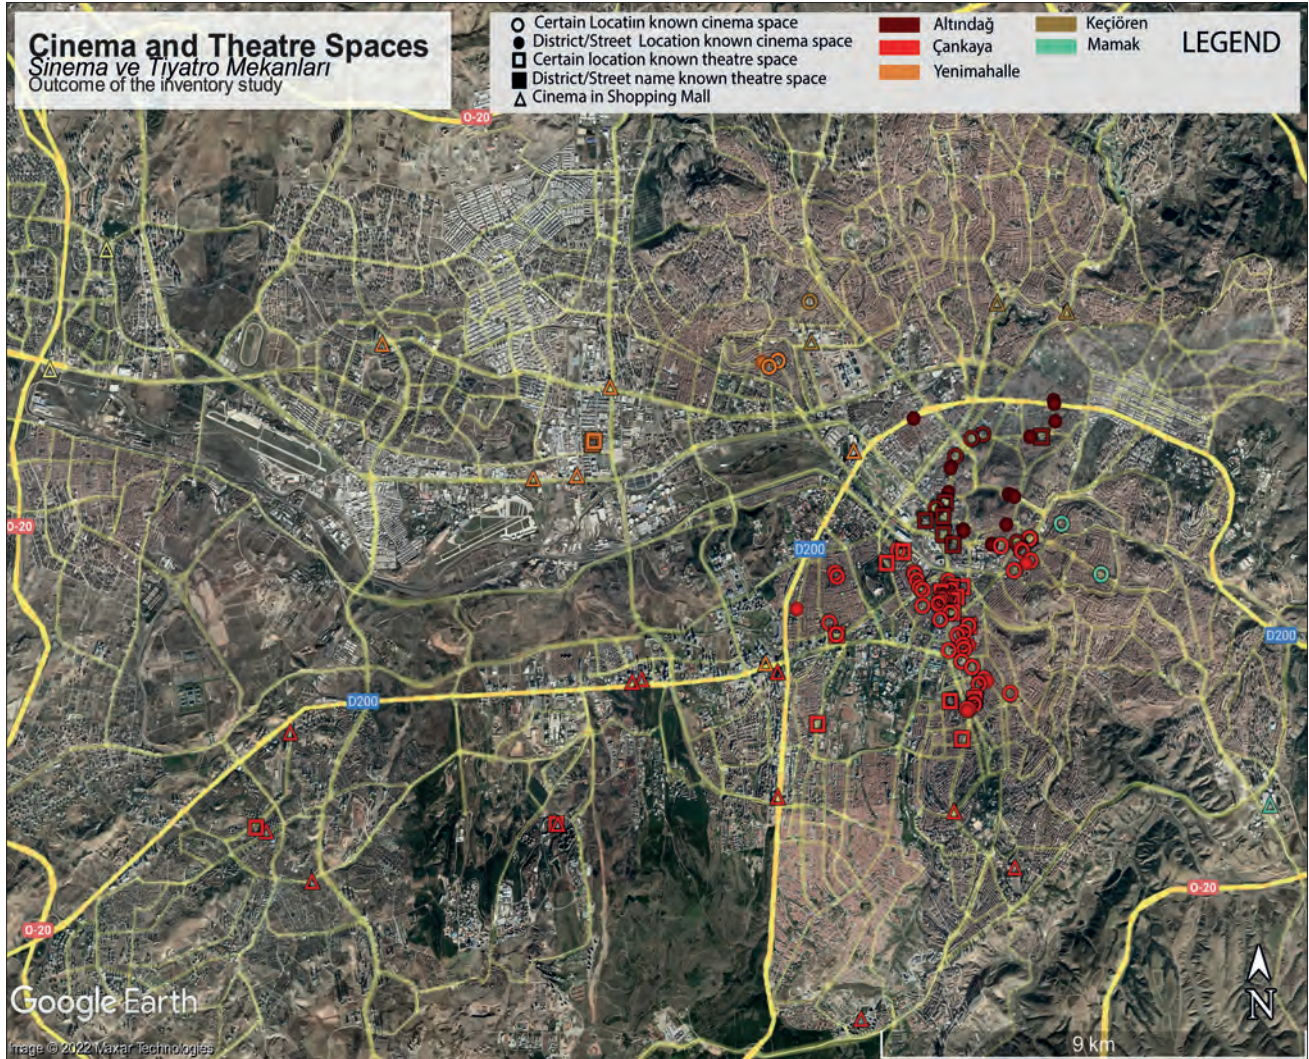 Cinema and Theatre Spaces
Sinema ve Tiyatro Mekanları
Outcome of the inventory study
Certain Locatiin known cinema space
District/Street Location known cinema space
Certain location known theatre space
District/Street name known theatre space
Cinema in Shopping Mall
Altındağ
Çankaya
Yenimahalle
Keçiören
Mamak
LEGEND
O-20
O-20
D200
D200
D200
O-20
O-20
N
9 km
Google Earth
Image © 2022 Maxar Technologies